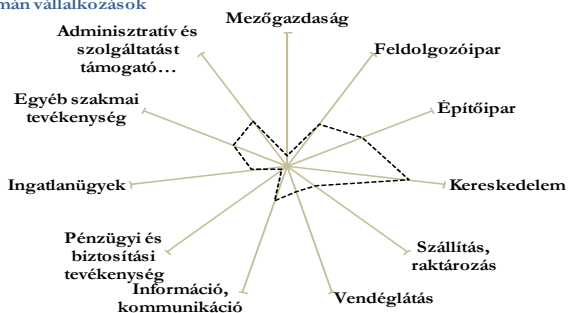 vállalkozások
Mezőgazdaság
Feldolgozóipar
Építőipar
Kereskedelem
Szállítás,
raktározás
Vendéglátás
Információ,
kommunikáció
Pénzügyi és
biztosítási
tevékenység
Ingatlanügyek
Egyéb szakmai
tevékenység
Adminisztratív és
szolgáltatást
támogató…